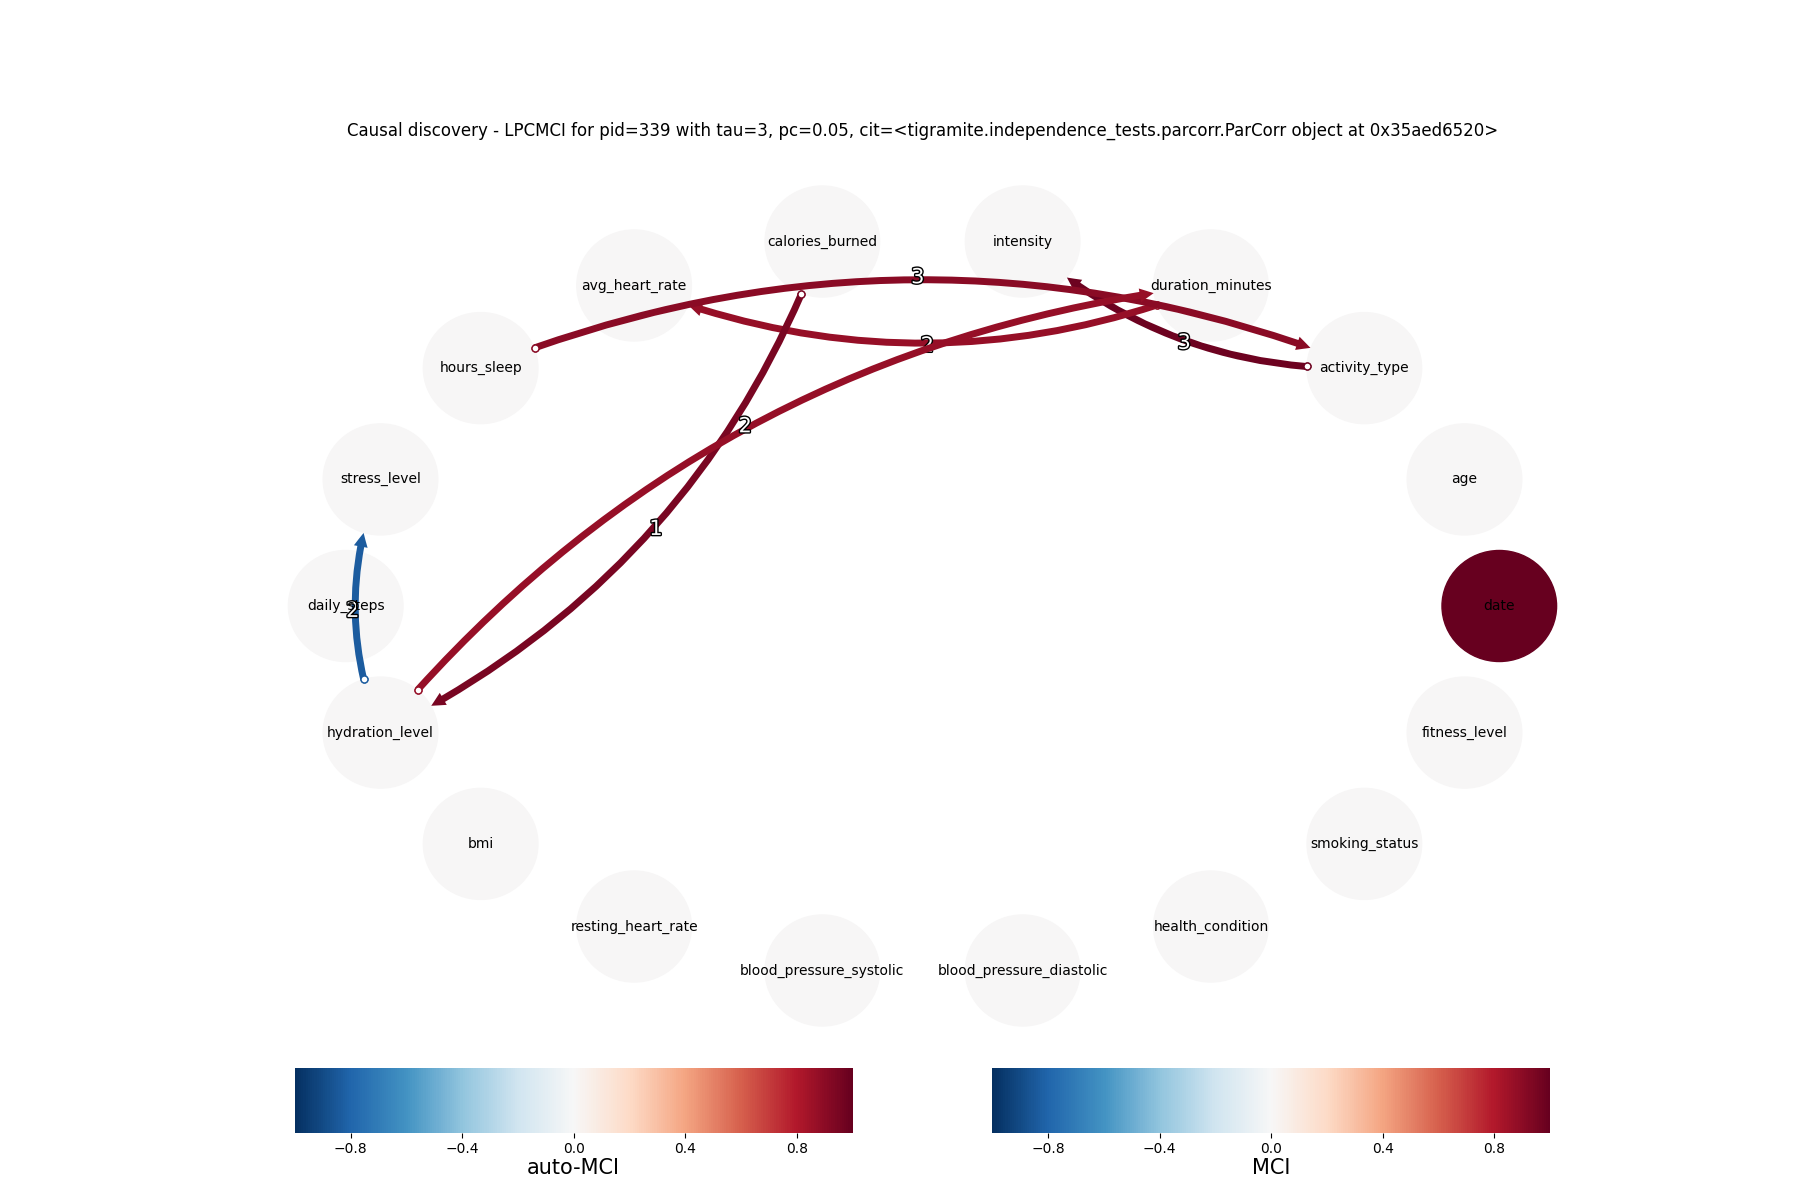 Causal discovery - LPCMCI for pid=339 with tau=3, pc=0.05, cit=<tigramite.independence_tests.parcorr.ParCorr object at 0x35aed6520>
calories_burned
intensity
avg_heart_rate
3
duration_minutes
2
3
hours_sleep
activity_type
2
stress_level
age
1
daily_steps
2
date
hydration_level
fitness_level
bmi
smoking_status
resting_heart_rate
health_condition
blood_pressure_systolic
blood_pressure_diastolic
−0.8 −0.4 0.0 0.4 0.8
auto-MCI
−0.8 −0.4 0.0 0.4 0.8
MCI